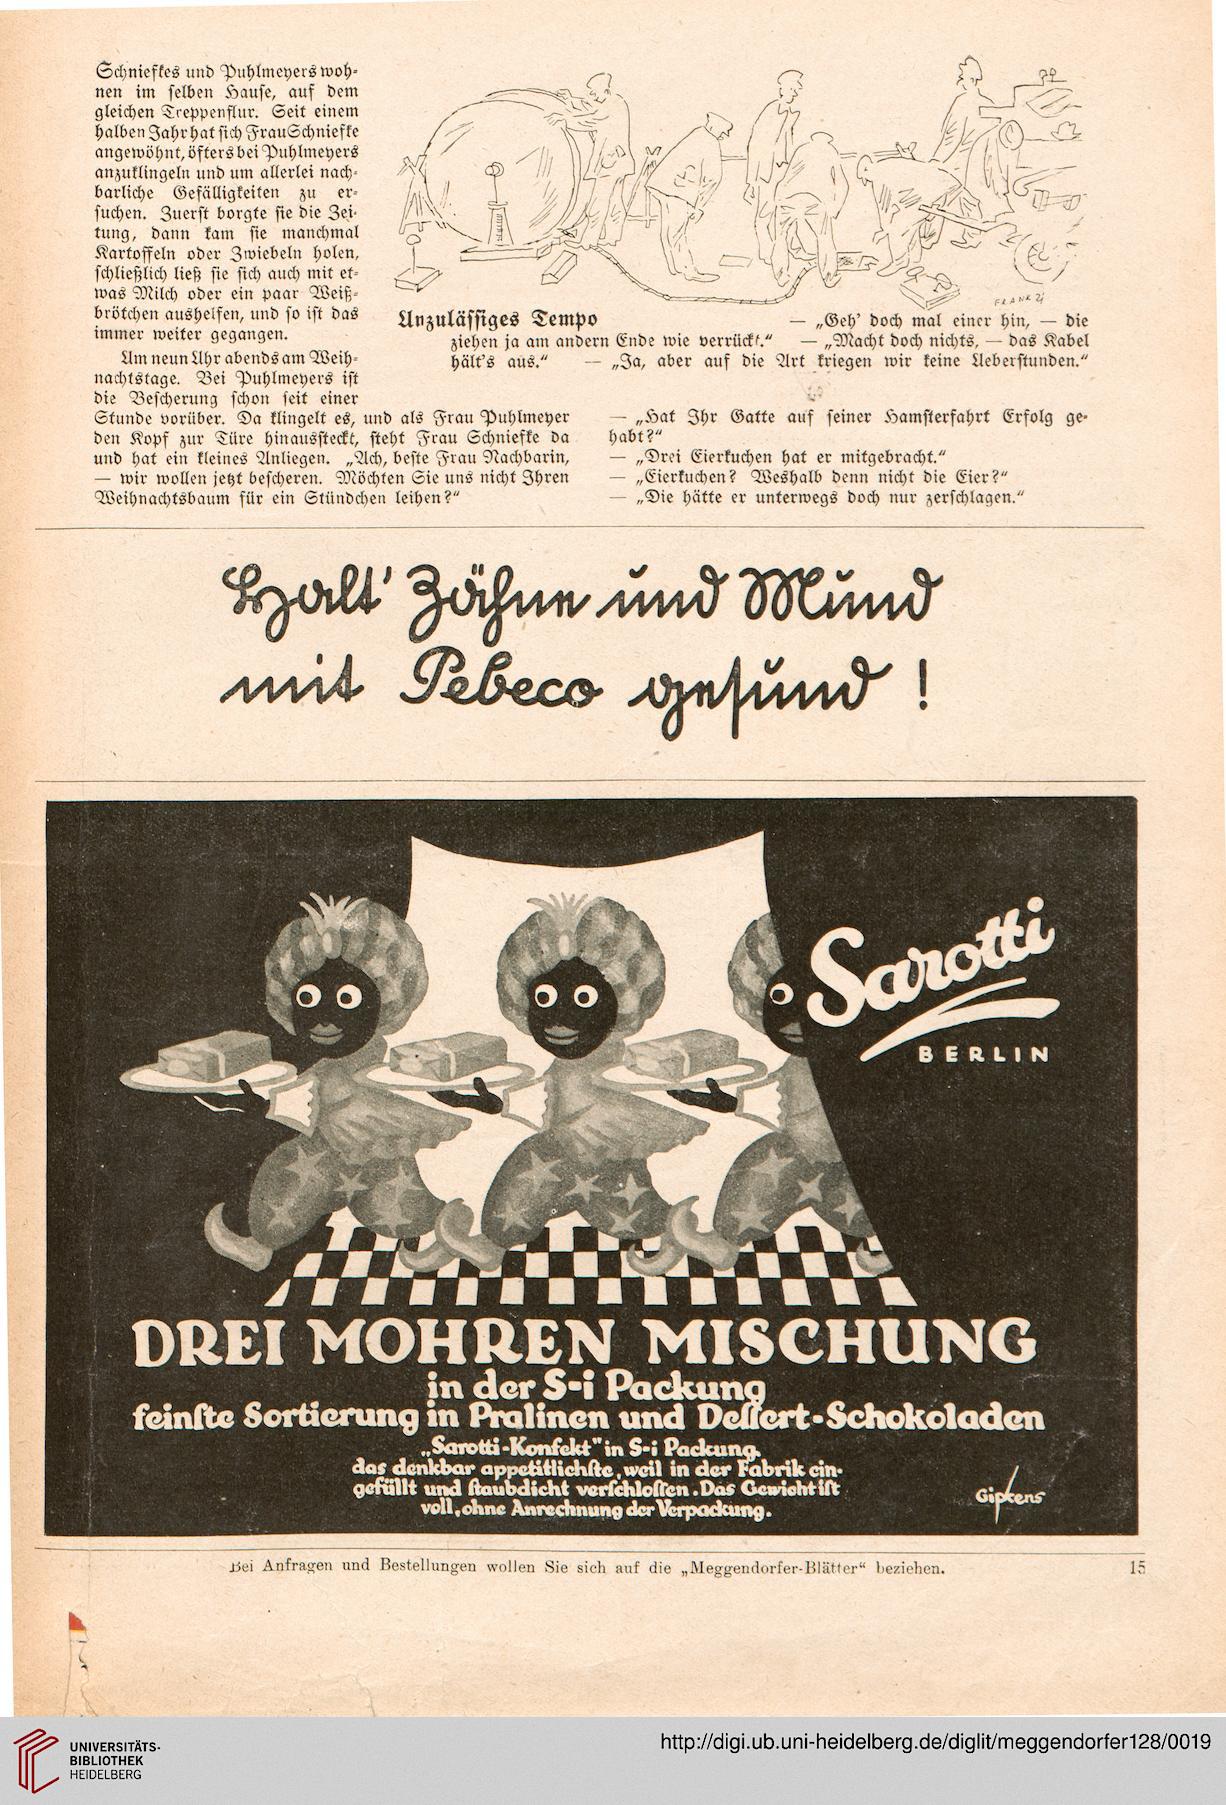 Schniefkes und Puhlmeyers woh-
nen im selben Hause, auf dem
gleichen Treppenflur. Seit einem
halben Jahr hat sich Frau Schniefke
angewöhnt, öfters bei Puhlmeyers
anzuklingeln und um allerlei nach-
barliche Gefälligkeiten zu er-
suchen. Zuerst borgte sie die Zei-
tung, dann kam sie manchmal
Kartoffeln oder Zwiebeln holen,
schließlich ließ sie sich auch mit et-
was Milch oder ein paar Weiß-
brötchen aushelfen, und so ist das
immer weiter gegangen.
Um neun Uhr abends am Weih-
nachtstage. Bei Puhlmeyers ist
die Bescherung schon seit einer
Stunde vorüber. Da klingelt es, und als Frau Puhlmeyer
den Kopf zur Türe hinaussteckt, steht Frau Schniefke da
und hat ein kleines Anliegen. „Ach, beste Frau Nachbarin,
— wir wollen jetzt bescheren. Möchten Sie uns nicht Ihren
Weihnachtsbaum für ein Stündchen leihen?“
FRANK
Unzulässiges Tempo — „Geh' doch mal einer hin, — die
ziehen ja am andern Ende wie verrückt.“ — „Macht doch nichts, — das Kabel
hält's aus.“ — „Ja, aber auf die Art kriegen wir keine Ueberstunden.“
— „Hat Ihr Gatte auf seiner Hamsterfahrt Erfolg ge-
habt?“
— „Drei Eierkuchen hat er mitgebracht.“
— „Eierkuchen? Weshalb denn nicht die Eier?“
— „Die hätte er unterwegs doch nur zerschlagen.“
Halt' Zähne und Mund
mit Pebeco gesund!
Sarotti
BERLIN
DREI MOHREN MISCHUNG
in der S-i Packung
feinste Sortierung in Pralinen und Dessert-Schokoladen
„Sarotti-Konfekt" in S-i Packung,
das denkbar appetitlichste, weil in der Fabrik ein-
gefüllt und staubdicht verschlossen. Das Gewicht ist
voll, ohne Anrechnung der Verpackung.
Gipkens
Bei Anfragen und Bestellungen wollen Sie sich auf die „Meggendorfer-Blätter“ beziehen.
15
UNIVERSITÄTS-
BIBLIOTHEK
HEIDELBERG
http://digi.ub.uni-heidelberg.de/diglit/meggendorfer128/0019